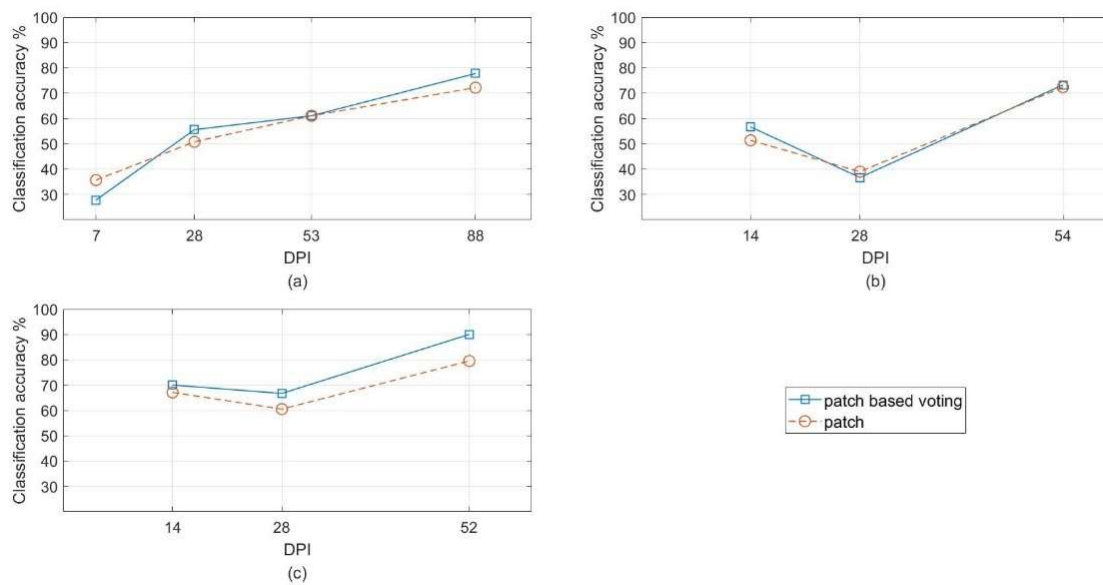 Classification accuracy %
100
90
80
70
60
50
40
30
7 28 53 88
DPI
(a)
Classification accuracy %
100
90
80
70
60
50
40
30
14 28 54
DPI
(b)
Classification accuracy %
100
90
80
70
60
50
40
30
14 28 52
DPI
(c)
patch based voting
patch